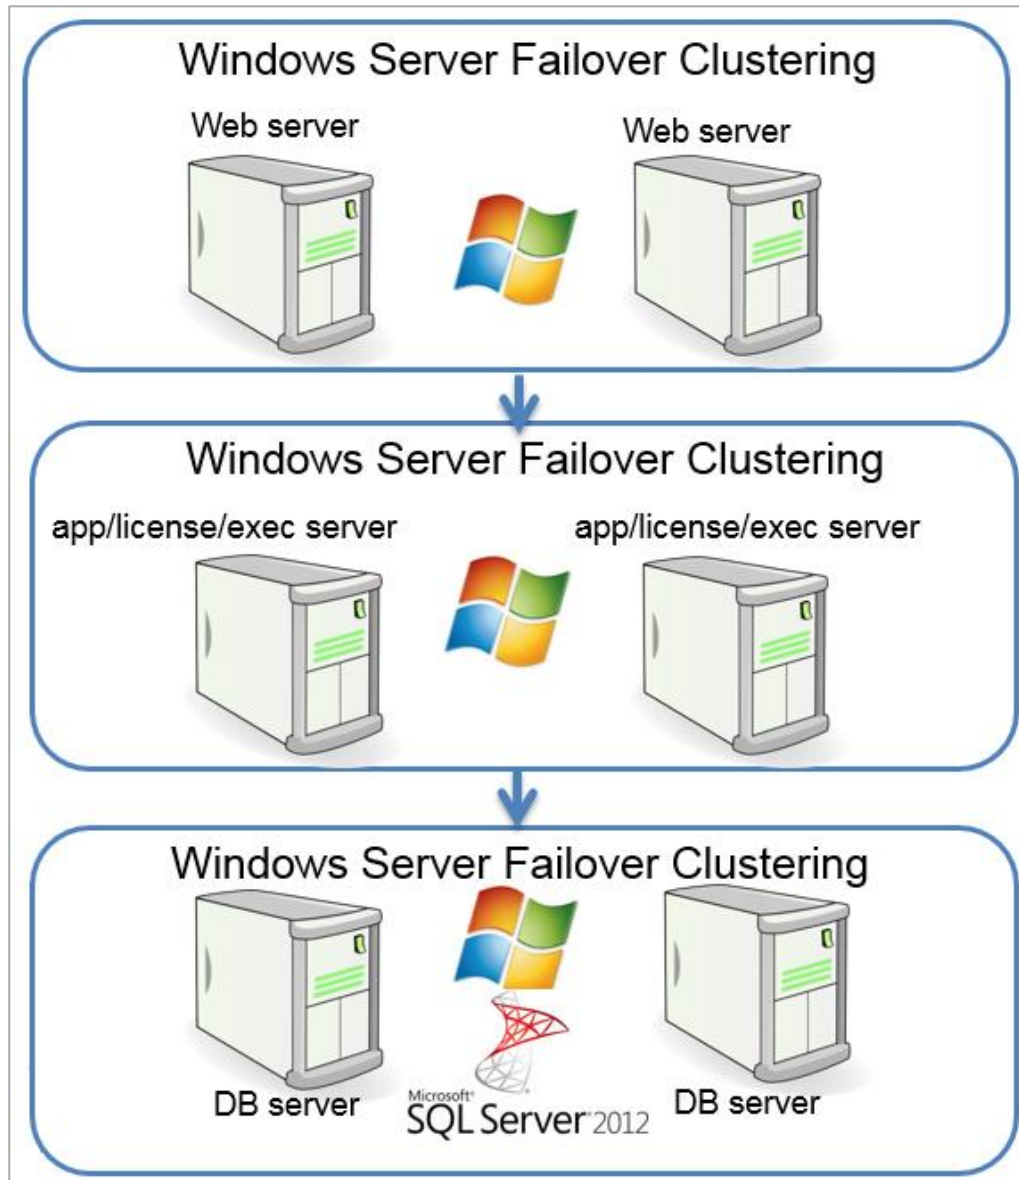 Windows Server Failover Clustering
Web server
Web server
Windows Server Failover Clustering
app/license/exec server
app/license/exec server
Windows Server Failover Clustering
DB server
Microsoft®
SQL Server® 2012
DB server